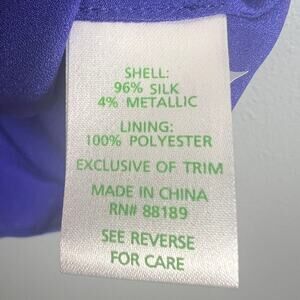 SHELL:
96% SILK
4% METALLIC
LINING:
100% POLYESTER
EXCLUSIVE OF TRIM
MADE IN CHINA
RN# 88189
SEE REVERSE
FOR CARE